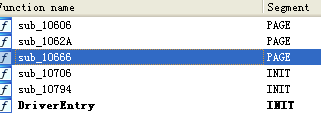 Function name Segment
f sub_10606 PAGE
f sub_1062A PAGE
f sub_10666 PAGE
f sub_10706 INIT
f sub_10794 INIT
f DriverEntry INIT